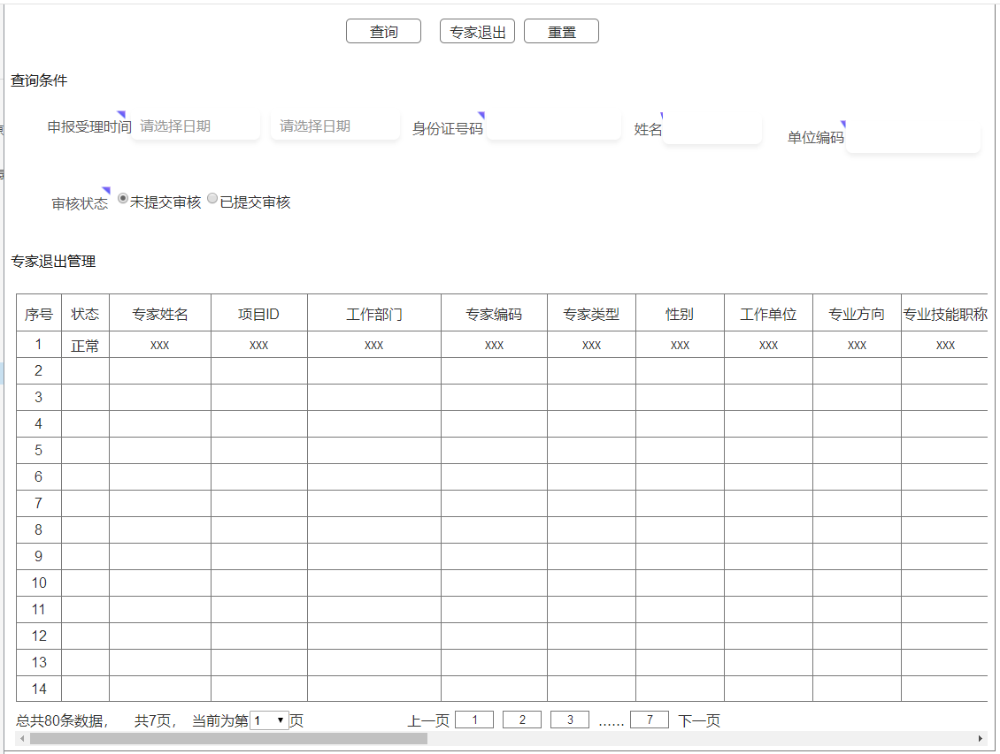 查询 专家退出 重置
查询条件
申报受理时间 请选择日期 请选择日期 身份证号码 姓名 单位编码
审核状态 未提交审核 已提交审核
专家退出管理
序号 状态 专家姓名 项目ID 工作部门 专家编码 专家类型 性别 工作单位 专业方向 专业技能职称
1 正常 XXX XXX XXX XXX XXX XXX XXX XXX XXX
2
3
4
5
6
7
8
9
10
11
12
13
14
总共80条数据, 共7页, 当前为第 1 页 上一页 1 2 3 …… 7 下一页